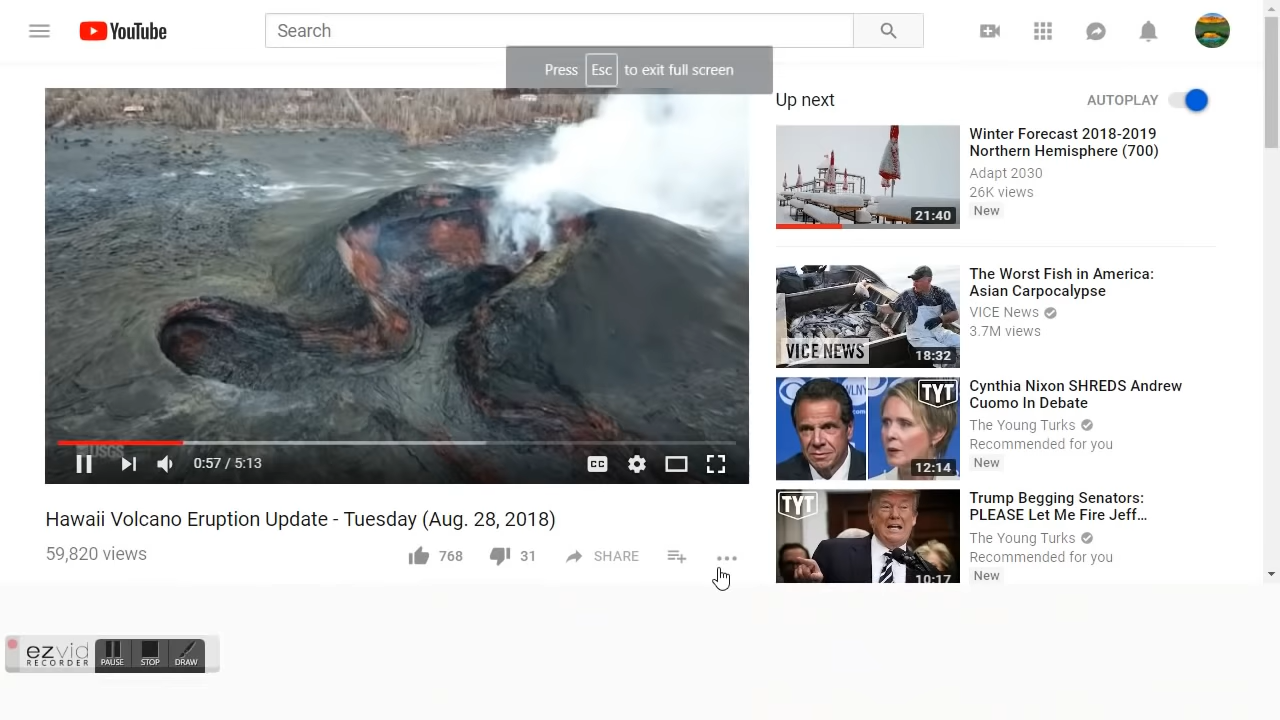 YouTube
Search
Press Esc to exit full screen
USGS
0:57 / 5:13
CC
Hawaii Volcano Eruption Update - Tuesday (Aug. 28, 2018)
59,820 views
768
31
SHARE
Up next
AUTOPLAY
21:40
Winter Forecast 2018-2019
Northern Hemisphere (700)
Adapt 2030
26K views
New
VICE NEWS
18:32
The Worst Fish in America:
Asian Carpocalypse
VICE News
3.7M views
TYT
12:14
Cynthia Nixon SHREDS Andrew
Cuomo In Debate
The Young Turks
Recommended for you
New
TYT
10:17
Trump Begging Senators:
PLEASE Let Me Fire Jeff...
The Young Turks
Recommended for you
New
ezvid
RECORDER
PAUSE
STOP
DRAW